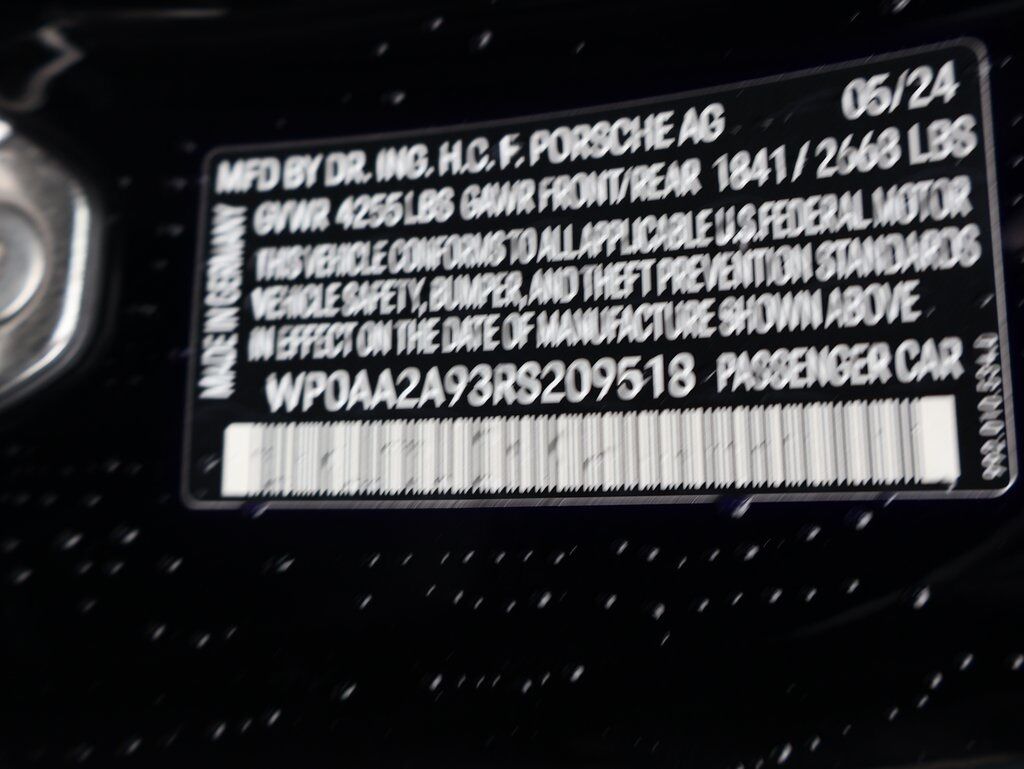 05/24
MFD BY DR. ING. H.C. F. PORSCHE AG
GVWR 4255LBS GAWR FRONT/REAR 1841 / 2668 LBS
THIS VEHICLE CONFORMS TO ALL APPLICABLE U.S. FEDERAL MOTOR
VEHICLE SAFETY, BUMPER, AND THEFT PREVENTION STANDARDS
IN EFFECT ON THE DATE OF MANUFACTURE SHOWN ABOVE
WP0AA2A93RS209518 PASSENGER CAR
MADE IN GERMANY